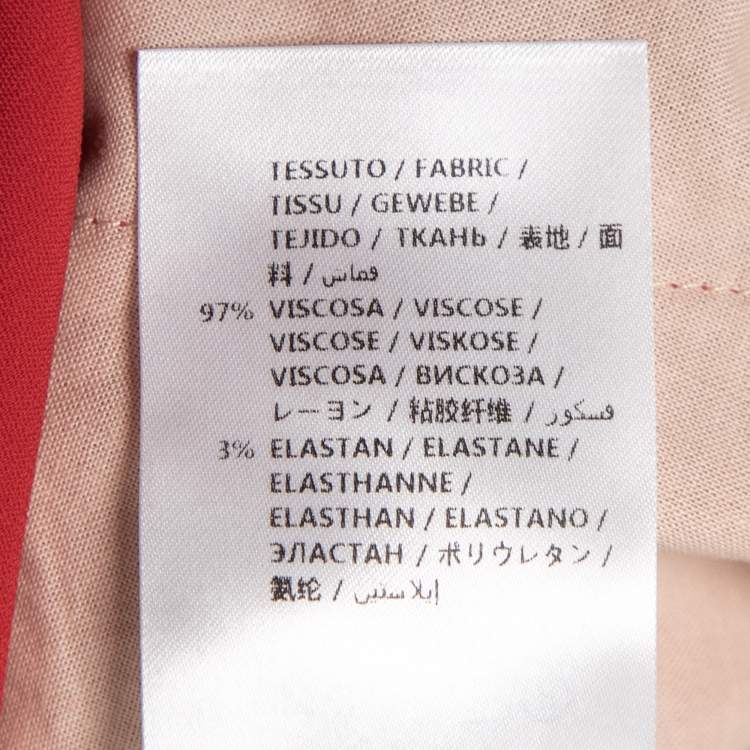 TESSUTO / FABRIC /
TISSU / GEWEBE /
TEJIDO / ТКАНЬ / 表地 / 面
料 / قماش
97% VISCOSA / VISCOSE /
VISCOSE / VISKOSE /
VISCOSA / ВИСКОЗА /
レーヨン / 粘胶纤维 / فسكور
3% ELASTAN / ELASTANE /
ELASTHANNE /
ELASTHAN / ELASTANO /
ЭЛАСТАН / ポリウレタン /
氨纶 / إيلاستين